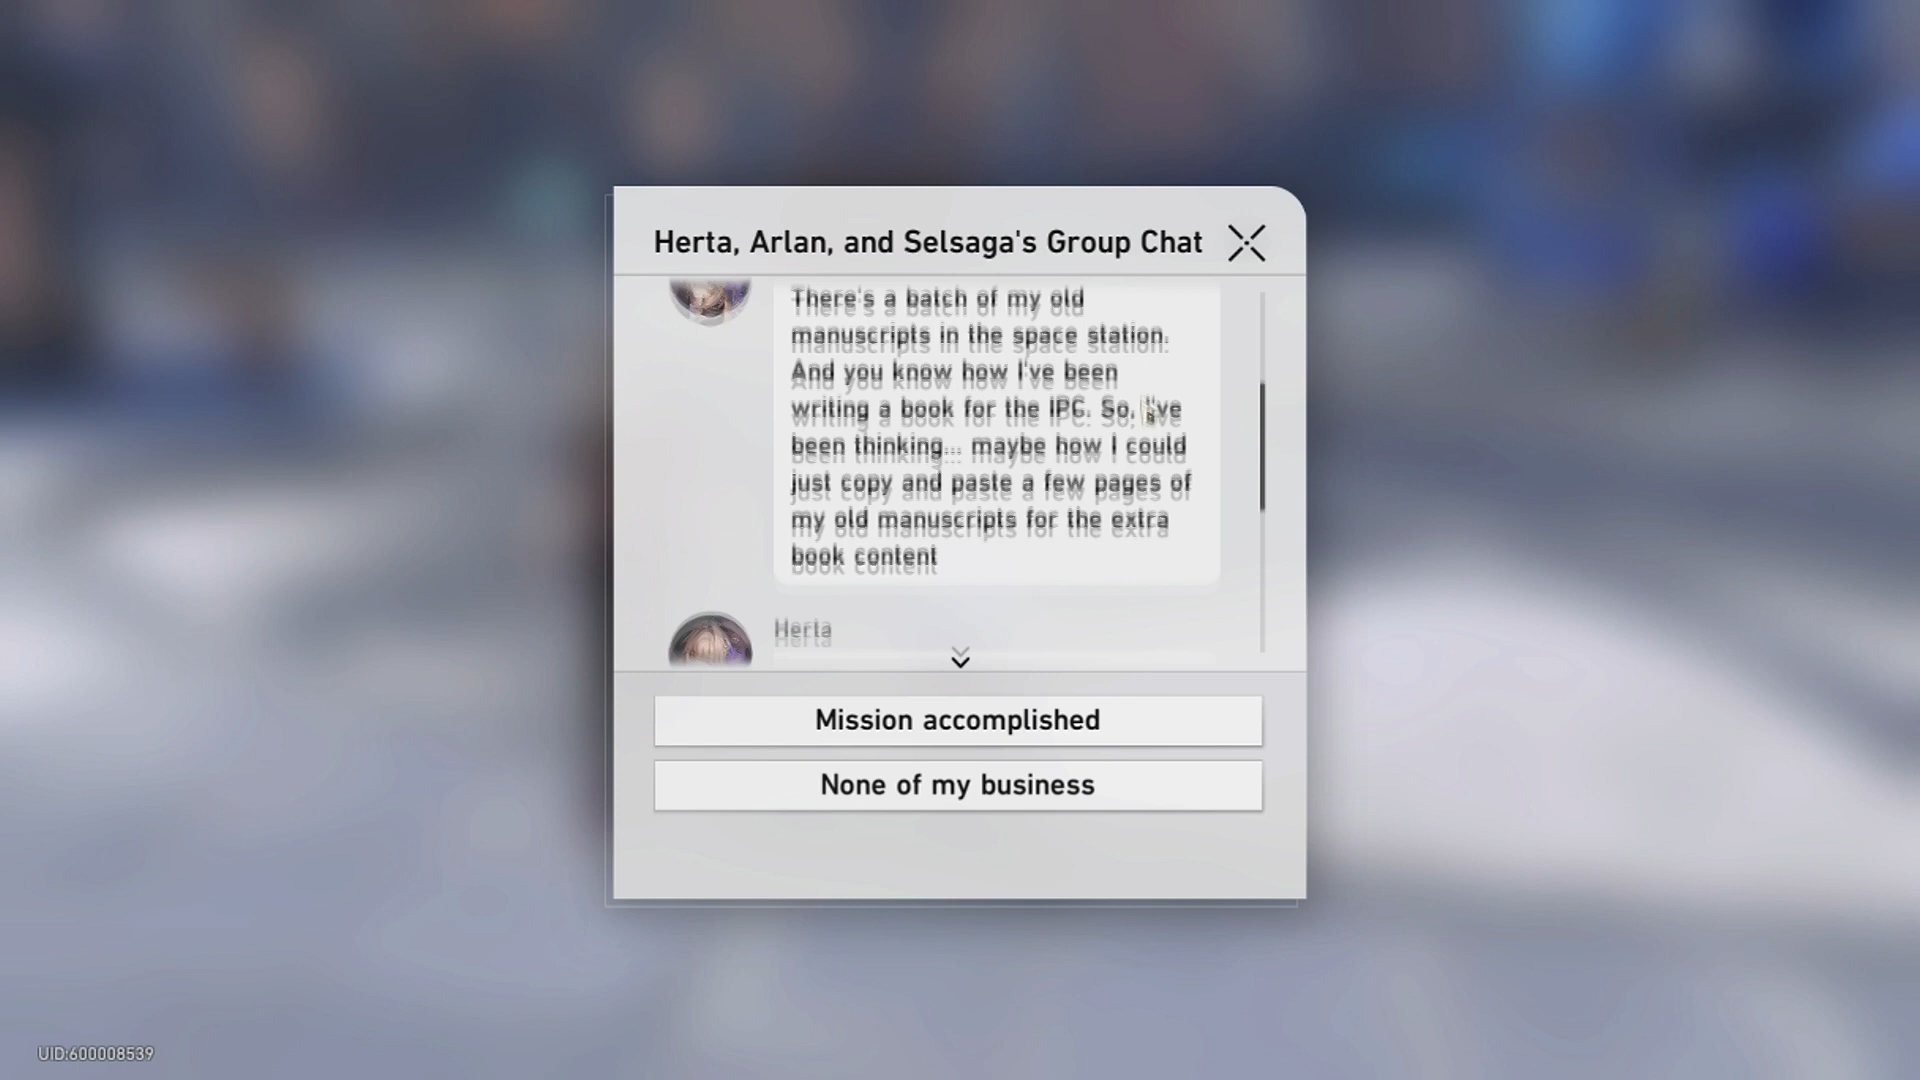 Herta, Arlan, and Selsaga's Group Chat
There's a batch of my old
manuscripts in the space station.
And you know how I've been
writing a book for the IPC. So, I've
been thinking... maybe how I could
just copy and paste a few pages of
my old manuscripts for the extra
book content
Herta
Mission accomplished
None of my business
UID:600008539